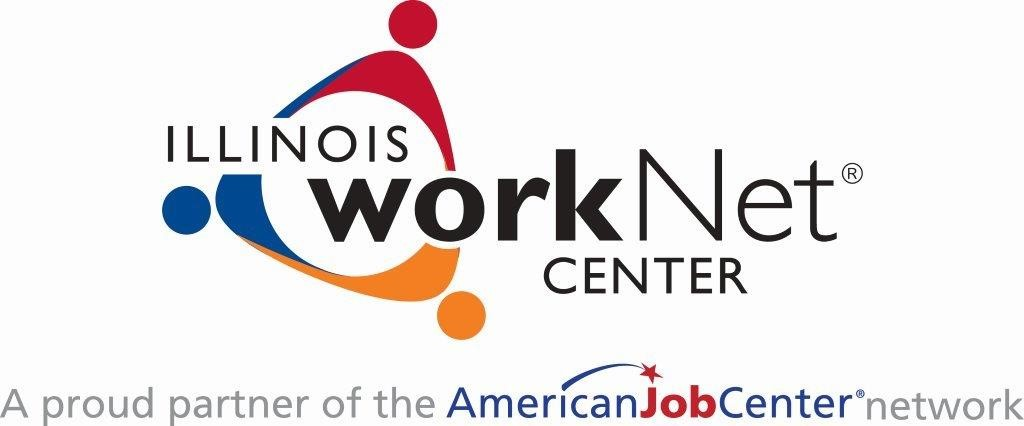 ILLINOIS
workNet®
CENTER
A proud partner of the AmericanJobCenter® network